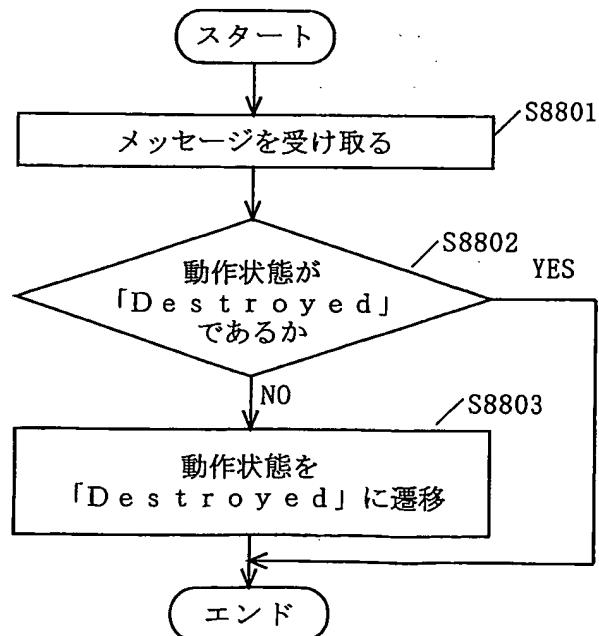 スタート
S8801
メッセージを受け取る
S8802
YES
動作状態が
「Ｄｅｓｔｒｏｙｅｄ」
であるか
NO
S8803
動作状態を
「Ｄｅｓｔｒｏｙｅｄ」に遷移
エンド